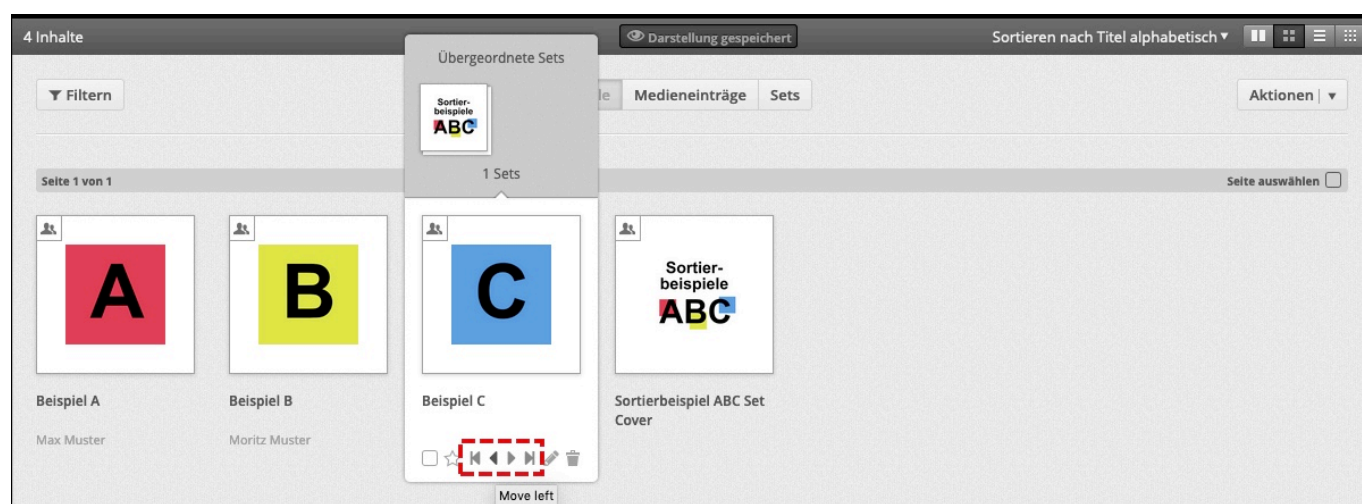 4 Inhalte
Darstellung gespeichert
Sortieren nach Titel alphabetisch
Übergeordnete Sets
Filtern
le
Medieneinträge
Sets
Aktionen
Sortier-
beispiele
ABC
1 Sets
Seite 1 von 1
Seite auswählen
A
B
C
Sortier-
beispiele
ABC
Beispiel A
Beispiel B
Beispiel C
Sortierbeispiel ABC Set
Cover
Max Muster
Moritz Muster
Move left